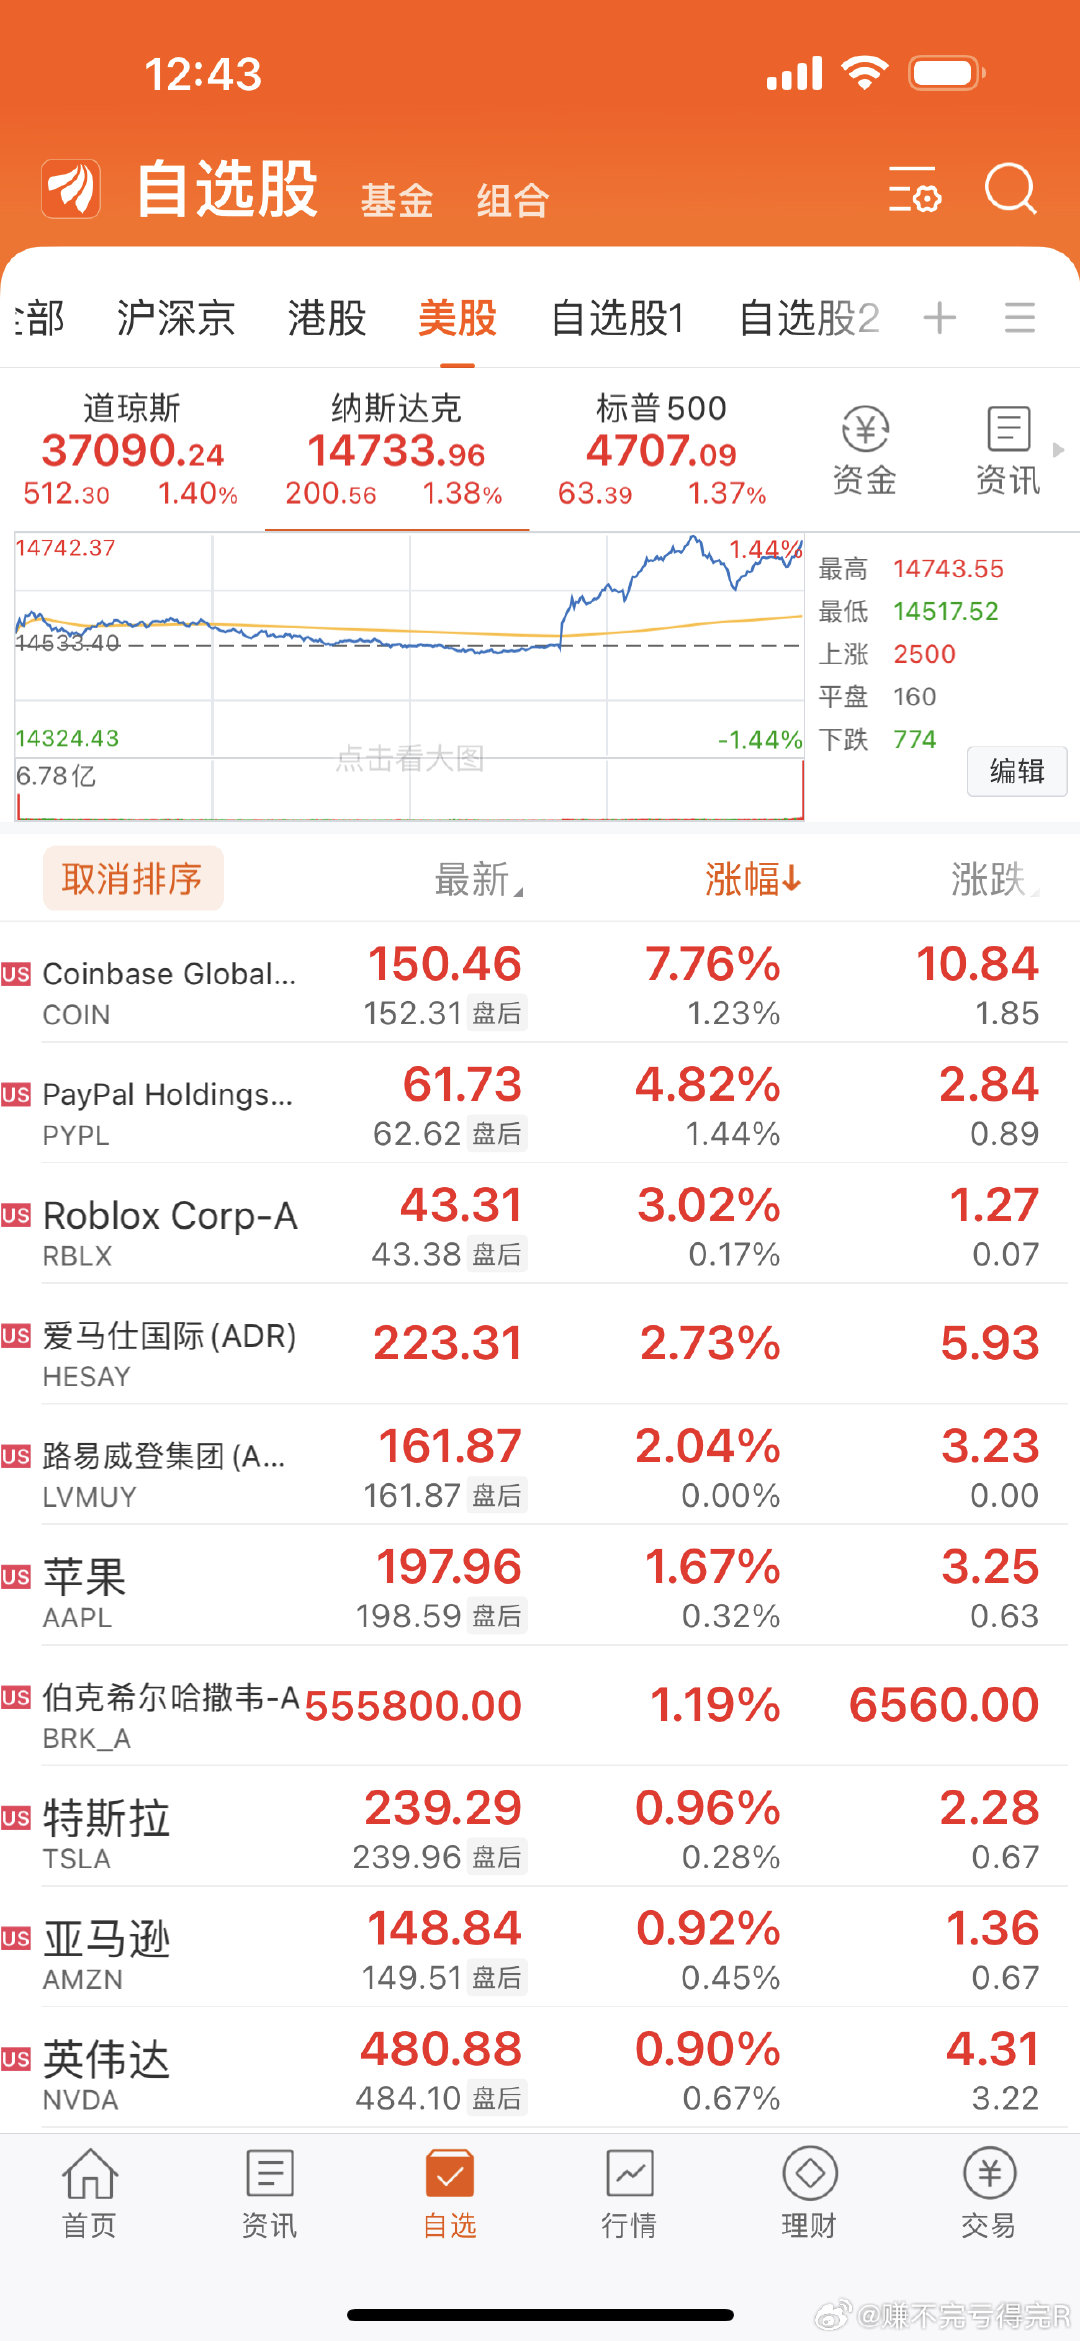 12:43
自选股 基金 组合
全部 沪深京 港股 美股 自选股1 自选股2
道琼斯 纳斯达克 标普500
37090.24 14733.96 4707.09
512.30 1.40% 200.56 1.38% 63.39 1.37%
资金 资讯
14742.37 1.44%
14533.40
14324.43 -1.44%
点击看大图
6.78亿
最高 14743.55
最低 14517.52
上涨 2500
平盘 160
下跌 774
编辑
取消排序 最新 涨幅↓ 涨跌
US Coinbase Global... 150.46 7.76% 10.84
COIN 152.31 盘后 1.23% 1.85
US PayPal Holdings... 61.73 4.82% 2.84
PYPL 62.62 盘后 1.44% 0.89
US Roblox Corp-A 43.31 3.02% 1.27
RBLX 43.38 盘后 0.17% 0.07
US 爱马仕国际(ADR) 223.31 2.73% 5.93
HESAY
US 路易威登集团(A... 161.87 2.04% 3.23
LVMUY 161.87 盘后 0.00% 0.00
US 苹果 197.96 1.67% 3.25
AAPL 198.59 盘后 0.32% 0.63
US 伯克希尔哈撒韦-A 555800.00 1.19% 6560.00
BRK_A
US 特斯拉 239.29 0.96% 2.28
TSLA 239.96 盘后 0.28% 0.67
US 亚马逊 148.84 0.92% 1.36
AMZN 149.51 盘后 0.45% 0.67
US 英伟达 480.88 0.90% 4.31
NVDA 484.10 盘后 0.67% 3.22
首页 资讯 自选 行情 理财 交易
@赚不完亏得完R